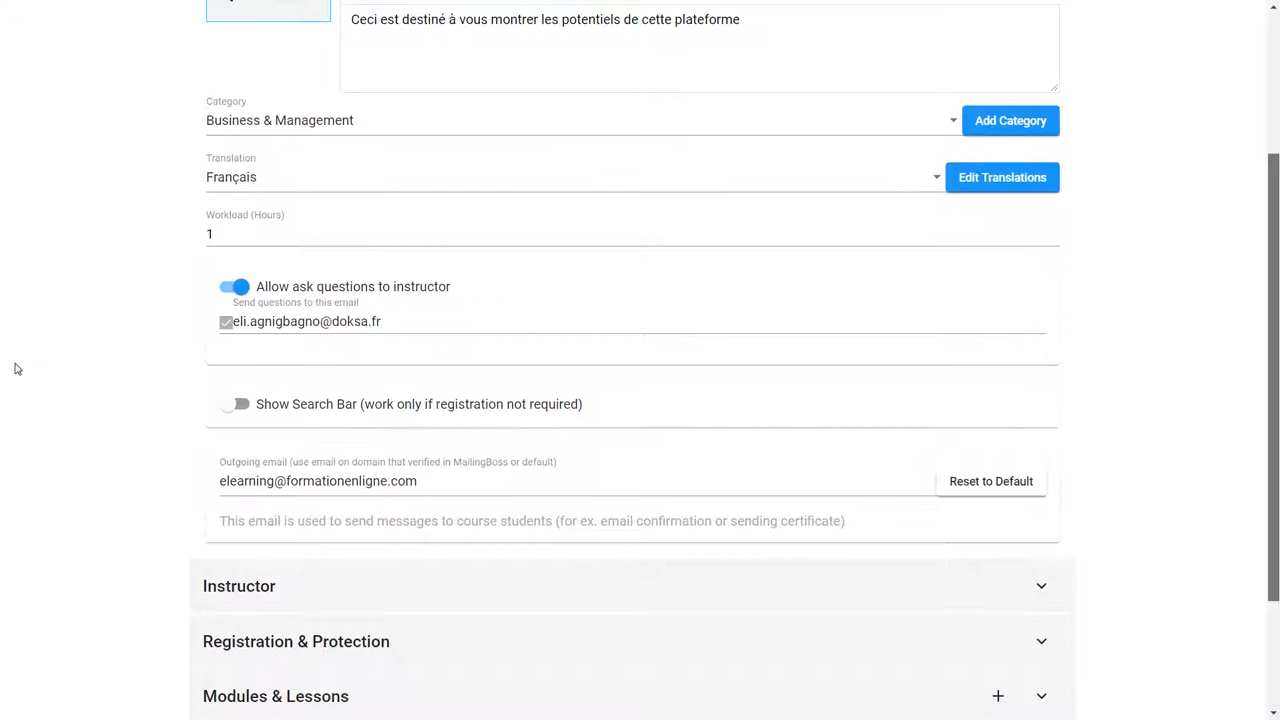 Ceci est destiné à vous montrer les potentiels de cette plateforme
Category
Business & Management
Add Category
Translation
Français
Edit Translations
Workload (Hours)
1
Allow ask questions to instructor
Send questions to this email
eli.agnigbagno@doksa.fr
Show Search Bar (work only if registration not required)
Outgoing email (use email on domain that verified in MailingBoss or default)
elearning@formationenligne.com
Reset to Default
This email is used to send messages to course students (for ex. email confirmation or sending certificate)
Instructor
Registration & Protection
Modules & Lessons